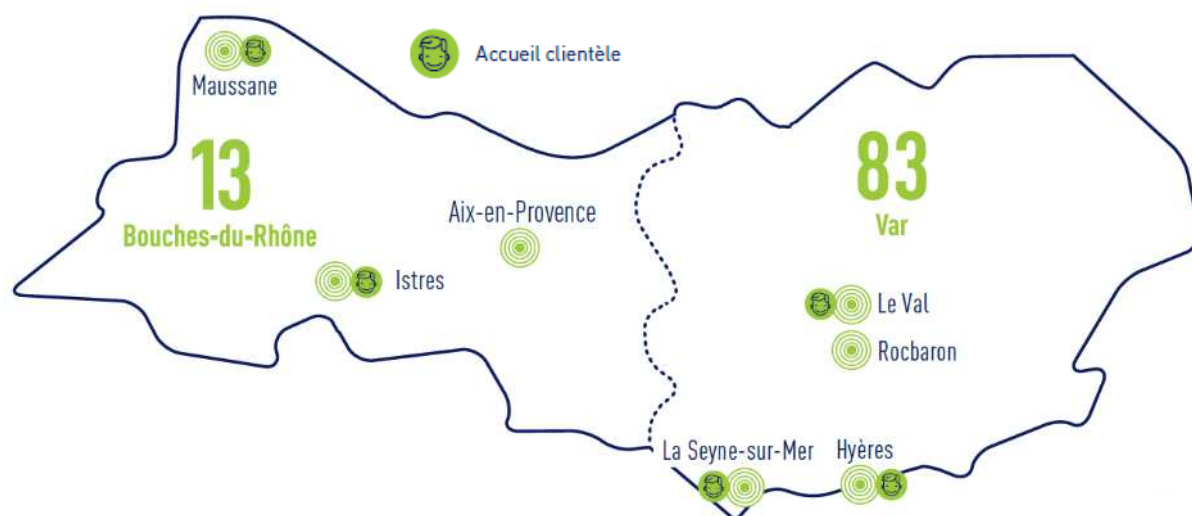 Accueil clientèle
Maussane
13
Bouches-du-Rhône
83
Var
Aix-en-Provence
Istres
Le Val
Rocbaron
La Seyne-sur-Mer
Hyères